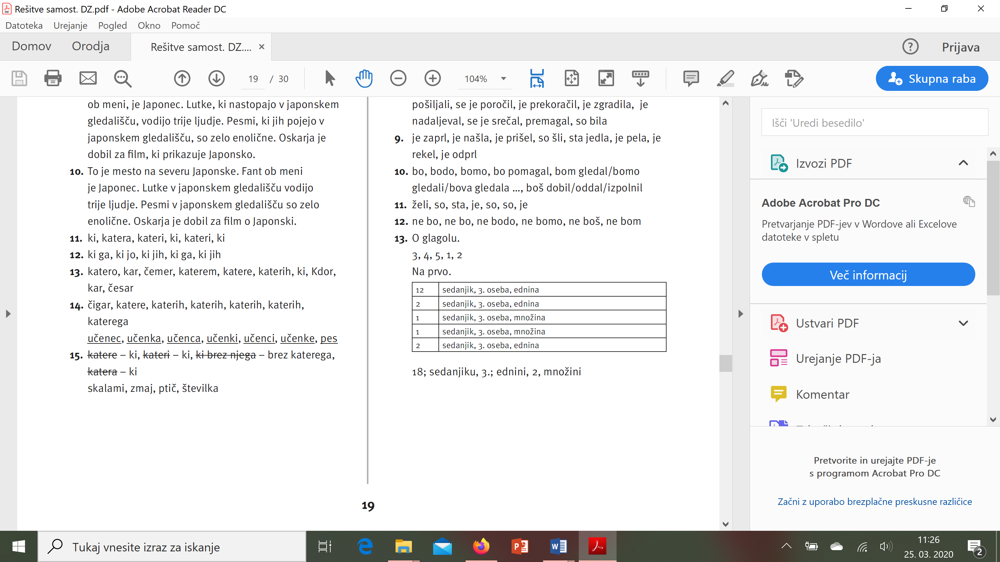 Rešitve samost. DZ.pdf - Adobe Acrobat Reader DC
Datoteka Urejanje Pogled Okno Pomoč
Domov Orodja Rešitve samost. DZ.... × Prijava
19 / 30 104% Skupna raba
ob meni, je Japonec. Lutke, ki nastopajo v japonskem
gledališču, vodijo trije ljudje. Pesmi, ki jih pojejo v
japonskem gledališču, so zelo enolične. Oskarja je
dobil za film, ki prikazuje Japonsko.
10. To je mesto na severu Japonske. Fant ob meni
je Japonec. Lutke v japonskem gledališču vodijo
trije ljudje. Pesmi v japonskem gledališču so zelo
enolične. Oskarja je dobil za film o Japonski.
11. ki, katera, kateri, ki, kateri, ki
12. ki ga, ki jo, ki jih, ki ga, ki jih
13. katero, kar, čemer, katerem, katere, katerih, ki, Kdor,
kar, česar
14. čigar, katere, katerih, katerih, katerih, katerih,
katerega
učenec, učenka, učenca, učenki, učenci, učenke, pes
15. katere – ki, kateri – ki, ki brez njega – brez katerega,
katera – ki
skalami, zmaj, ptič, številka
pošiljali, se je poročil, je prekoračil, je zgradila, je
nadaljeval, se je srečal, premagal, so bila
9. je zaprl, je našla, je prišel, so šli, sta jedla, je pela, je
rekel, je odprl
10. bo, bodo, bomo, bo pomagal, bom gledal/bomo
gledali/bova gledala ..., boš dobil/oddal/izpolnil
11. želi, so, sta, je, so, so, je
12. ne bo, ne bo, ne bodo, ne bomo, ne boš, ne bom
13. O glagolu.
3, 4, 5, 1, 2
Na prvo.
12 sedanjik, 3. oseba, ednina
2 sedanjik, 3. oseba, ednina
1 sedanjik, 3. oseba, množina
1 sedanjik, 3. oseba, množina
2 sedanjik, 3. oseba, ednina
18; sedanjiku, 3.; ednini, 2, množini
19
Išči 'Uredi besedilo'
Izvozi PDF
Adobe Acrobat Pro DC
Pretvarjanje PDF-jev v Wordove ali Excelove
datoteke v spletu
Več informacij
Ustvari PDF
Urejanje PDF-ja
Komentar
Pretvorite in urejajte PDF-je
s programom Acrobat Pro DC
Začni z uporabo brezplačne preskusne različice
Tukaj vnesite izraz za iskanje
11:26
25. 03. 2020
2